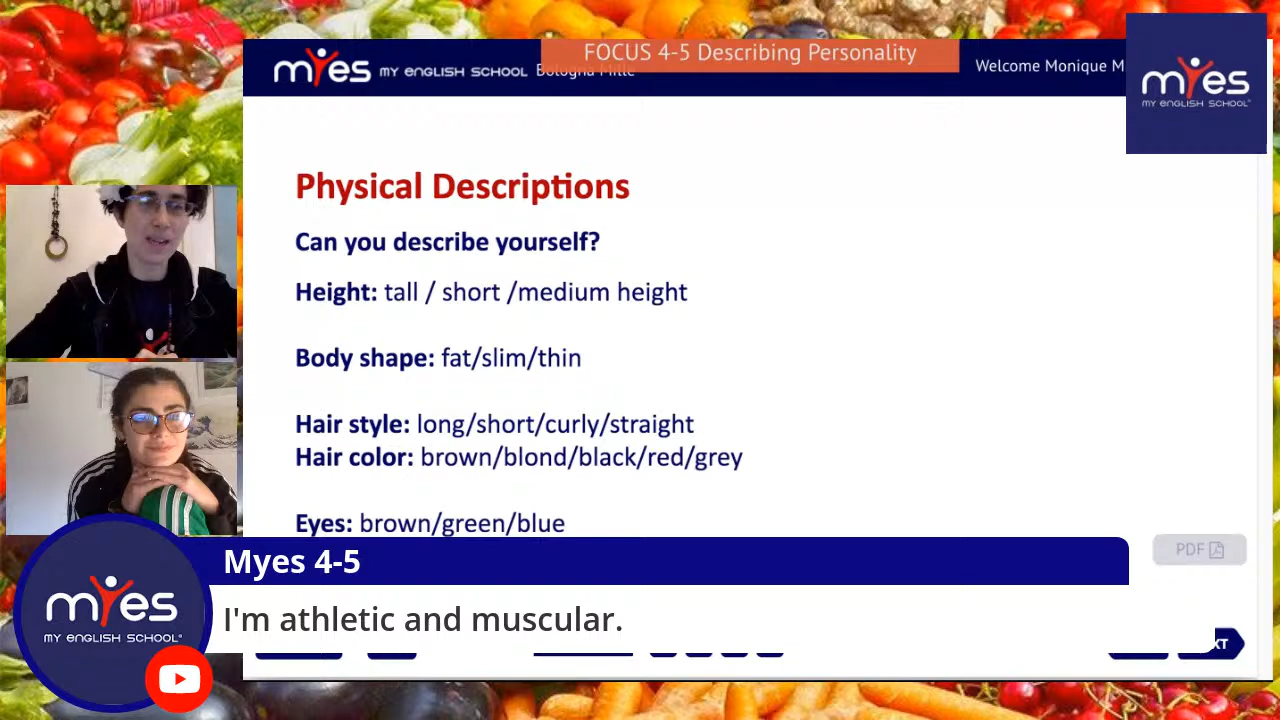 FOCUS 4-5 Describing Personality
myes MY ENGLISH SCHOOL Bologna Mille
Welcome Monique M
myes
MY ENGLISH SCHOOL
Physical Descriptions
Can you describe yourself?
Height: tall / short /medium height
Body shape: fat/slim/thin
Hair style: long/short/curly/straight
Hair color: brown/blond/black/red/grey
Eyes: brown/green/blue
PDF
Myes 4-5
I'm athletic and muscular.
myes
MY ENGLISH SCHOOL
XT